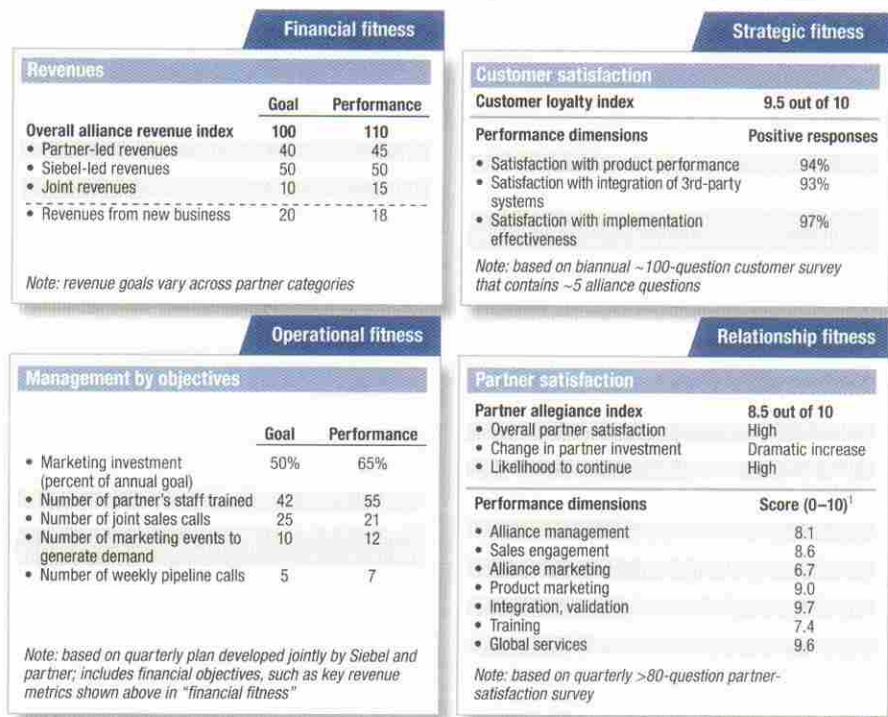 Financial fitness
Revenues
Goal Performance
Overall alliance revenue index 100 110
• Partner-led revenues 40 45
• Siebel-led revenues 50 50
• Joint revenues 10 15
• Revenues from new business 20 18
Note: revenue goals vary across partner categories
Strategic fitness
Customer satisfaction
Customer loyalty index 9.5 out of 10
Performance dimensions Positive responses
• Satisfaction with product performance 94%
• Satisfaction with integration of 3rd-party 93%
systems
• Satisfaction with implementation 97%
effectiveness
Note: based on biannual ~100-question customer survey
that contains ~5 alliance questions
Operational fitness
Management by objectives
Goal Performance
• Marketing investment 50% 65%
(percent of annual goal)
• Number of partner's staff trained 42 55
• Number of joint sales calls 25 21
• Number of marketing events to 10 12
generate demand
• Number of weekly pipeline calls 5 7
Note: based on quarterly plan developed jointly by Siebel and
partner; includes financial objectives, such as key revenue
metrics shown above in "financial fitness"
Relationship fitness
Partner satisfaction
Partner allegiance index 8.5 out of 10
• Overall partner satisfaction High
• Change in partner investment Dramatic increase
• Likelihood to continue High
Performance dimensions Score (0–10)¹
• Alliance management 8.1
• Sales engagement 8.6
• Alliance marketing 6.7
• Product marketing 9.0
• Integration, validation 9.7
• Training 7.4
• Global services 9.6
Note: based on quarterly >80-question partner-
satisfaction survey